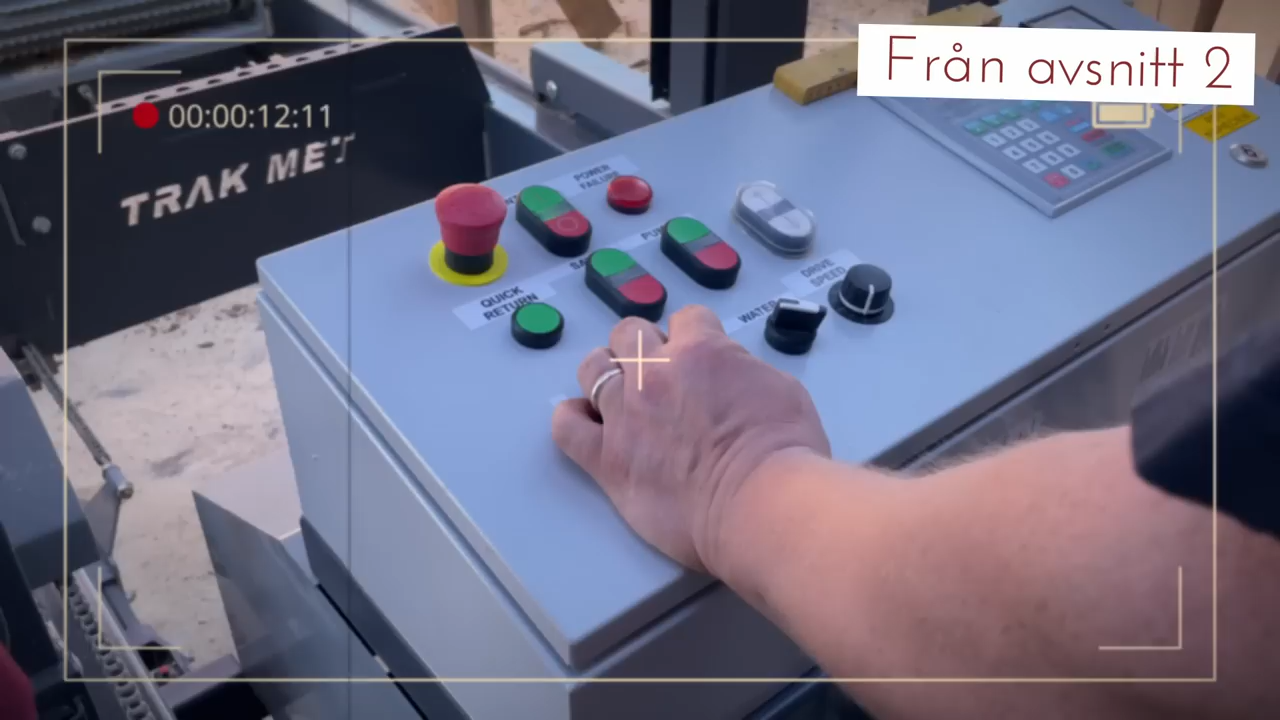 Från avsnitt 2
00:00:12:11
TRAK MET
POWER
FAILURE
QUICK
RETURN
DRIVE
SPEED
WATER